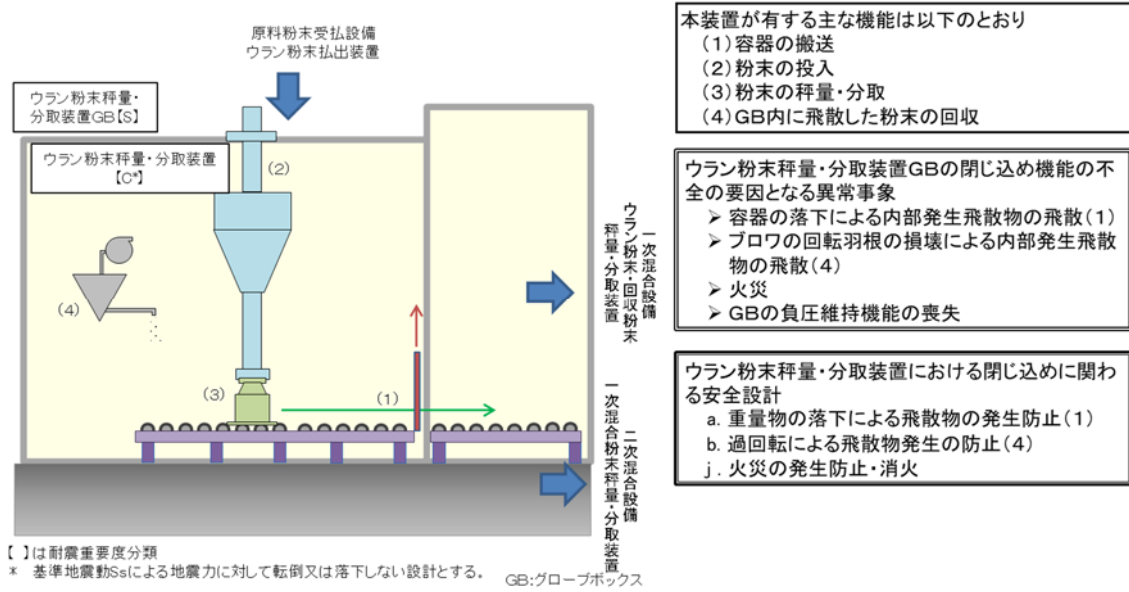 原料粉末受払設備
ウラン粉末払出装置
ウラン粉末秤量・
分取装置GB【S】
ウラン粉末秤量・分取装置
【C*】
(2)
(4)
(3)
(1)
一次混合設備
ウラン粉末・回収粉末
秤量・分取装置
二次混合設備
一次混合粉末秤量・分取装置
【 】は耐震重要度分類
* 基準地震動Ssによる地震力に対して転倒又は落下しない設計とする。
GB:グローブボックス
本装置が有する主な機能は以下のとおり
(1)容器の搬送
(2)粉末の投入
(3)粉末の秤量・分取
(4)GB内に飛散した粉末の回収
ウラン粉末秤量・分取装置GBの閉じ込め機能の不
全の要因となる異常事象
➢ 容器の落下による内部発生飛散物の飛散(1)
➢ ブロワの回転羽根の損壊による内部発生飛散
物の飛散(4)
➢ 火災
➢ GBの負圧維持機能の喪失
ウラン粉末秤量・分取装置における閉じ込めに関わ
る安全設計
a. 重量物の落下による飛散物の発生防止(1)
b. 過回転による飛散物発生の防止(4)
j. 火災の発生防止・消火